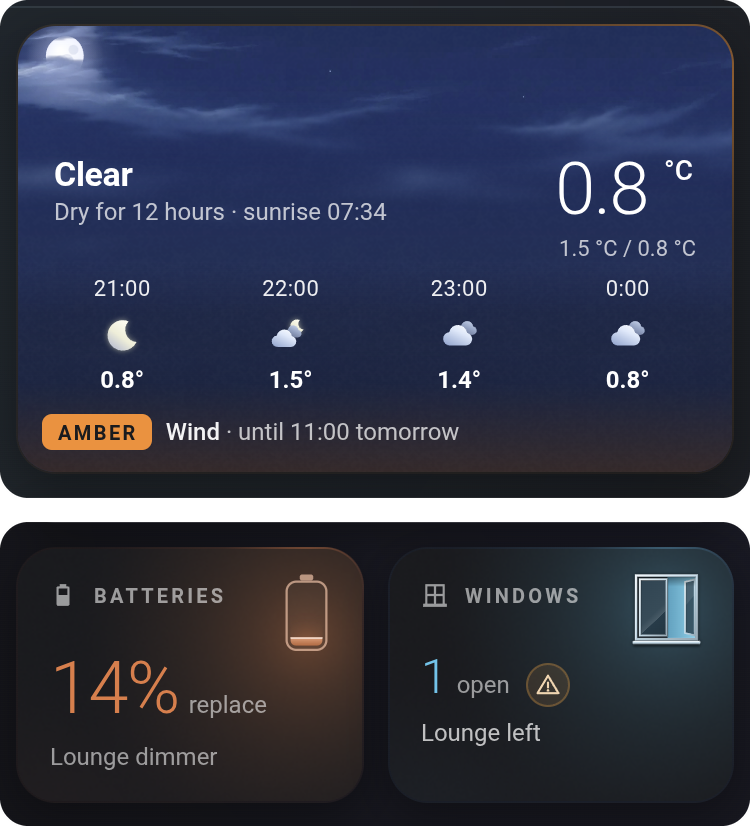 Clear
Dry for 12 hours · sunrise 07:34
0.8 °C
1.5 °C / 0.8 °C
21:00 22:00 23:00 0:00
0.8° 1.5° 1.4° 0.8°
AMBER Wind · until 11:00 tomorrow
BATTERIES
14% replace
Lounge dimmer
WINDOWS
1 open
Lounge left